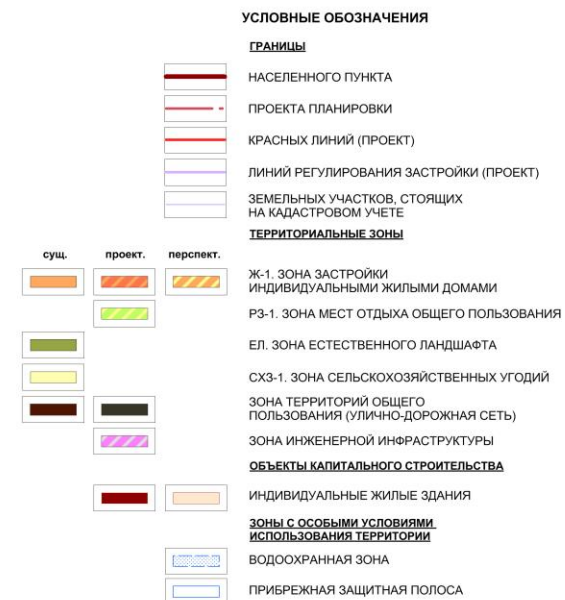 УСЛОВНЫЕ ОБОЗНАЧЕНИЯ
ГРАНИЦЫ
НАСЕЛЕННОГО ПУНКТА
ПРОЕКТА ПЛАНИРОВКИ
КРАСНЫХ ЛИНИЙ (ПРОЕКТ)
ЛИНИЙ РЕГУЛИРОВАНИЯ ЗАСТРОЙКИ (ПРОЕКТ)
ЗЕМЕЛЬНЫХ УЧАСТКОВ, СТОЯЩИХ
НА КАДАСТРОВОМ УЧЕТЕ
ТЕРРИТОРИАЛЬНЫЕ ЗОНЫ
сущ. проект. перспект.
Ж-1. ЗОНА ЗАСТРОЙКИ
ИНДИВИДУАЛЬНЫМИ ЖИЛЫМИ ДОМАМИ
РЗ-1. ЗОНА МЕСТ ОТДЫХА ОБЩЕГО ПОЛЬЗОВАНИЯ
ЕЛ. ЗОНА ЕСТЕСТВЕННОГО ЛАНДШАФТА
СХЗ-1. ЗОНА СЕЛЬСКОХОЗЯЙСТВЕННЫХ УГОДИЙ
ЗОНА ТЕРРИТОРИЙ ОБЩЕГО
ПОЛЬЗОВАНИЯ (УЛИЧНО-ДОРОЖНАЯ СЕТЬ)
ЗОНА ИНЖЕНЕРНОЙ ИНФРАСТРУКТУРЫ
ОБЪЕКТЫ КАПИТАЛЬНОГО СТРОИТЕЛЬСТВА
ИНДИВИДУАЛЬНЫЕ ЖИЛЫЕ ЗДАНИЯ
ЗОНЫ С ОСОБЫМИ УСЛОВИЯМИ
ИСПОЛЬЗОВАНИЯ ТЕРРИТОРИИ
ВОДООХРАННАЯ ЗОНА
ПРИБРЕЖНАЯ ЗАЩИТНАЯ ПОЛОСА